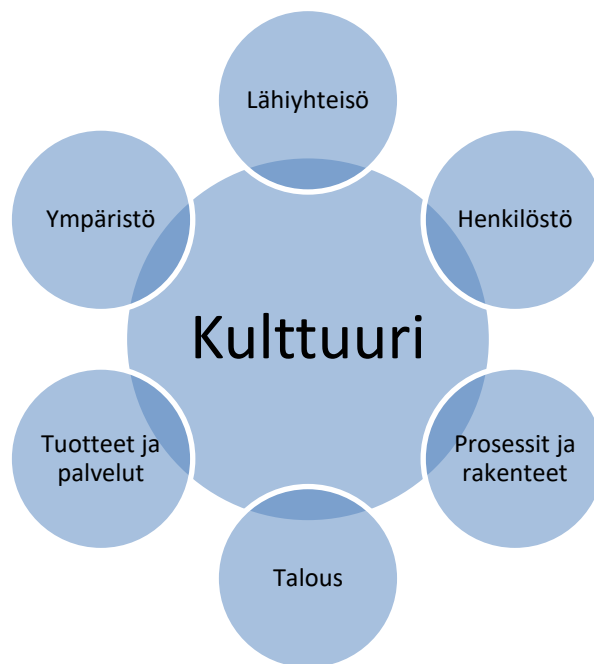 Lähiyhteisö
Ympäristö
Henkilöstö
Kulttuuri
Tuotteet ja
palvelut
Prosessit ja
rakenteet
Talous